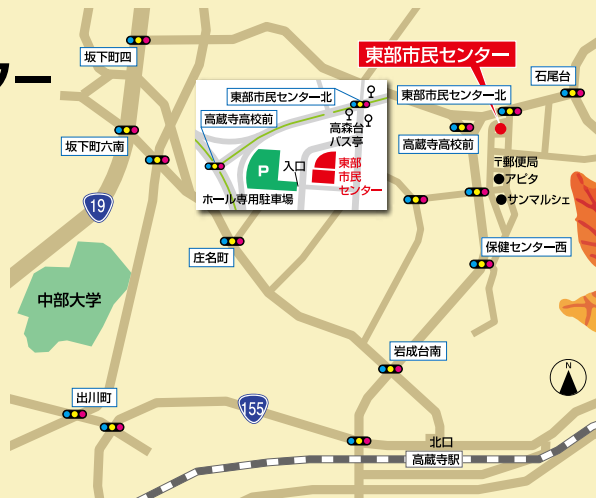 ター
坂下町四
東部市民センター
石尾台
東部市民センター北
東部市民センター北
高蔵寺高校前
高森台
バス亭
坂下町六南
高蔵寺高校前
入口
P
東部
市民
センター
〒郵便局
アピタ
ホール専用駐車場
サンマルシェ
19
庄名町
保健センター西
中部大学
岩成台南
N
出川町
155
北口
高蔵寺駅